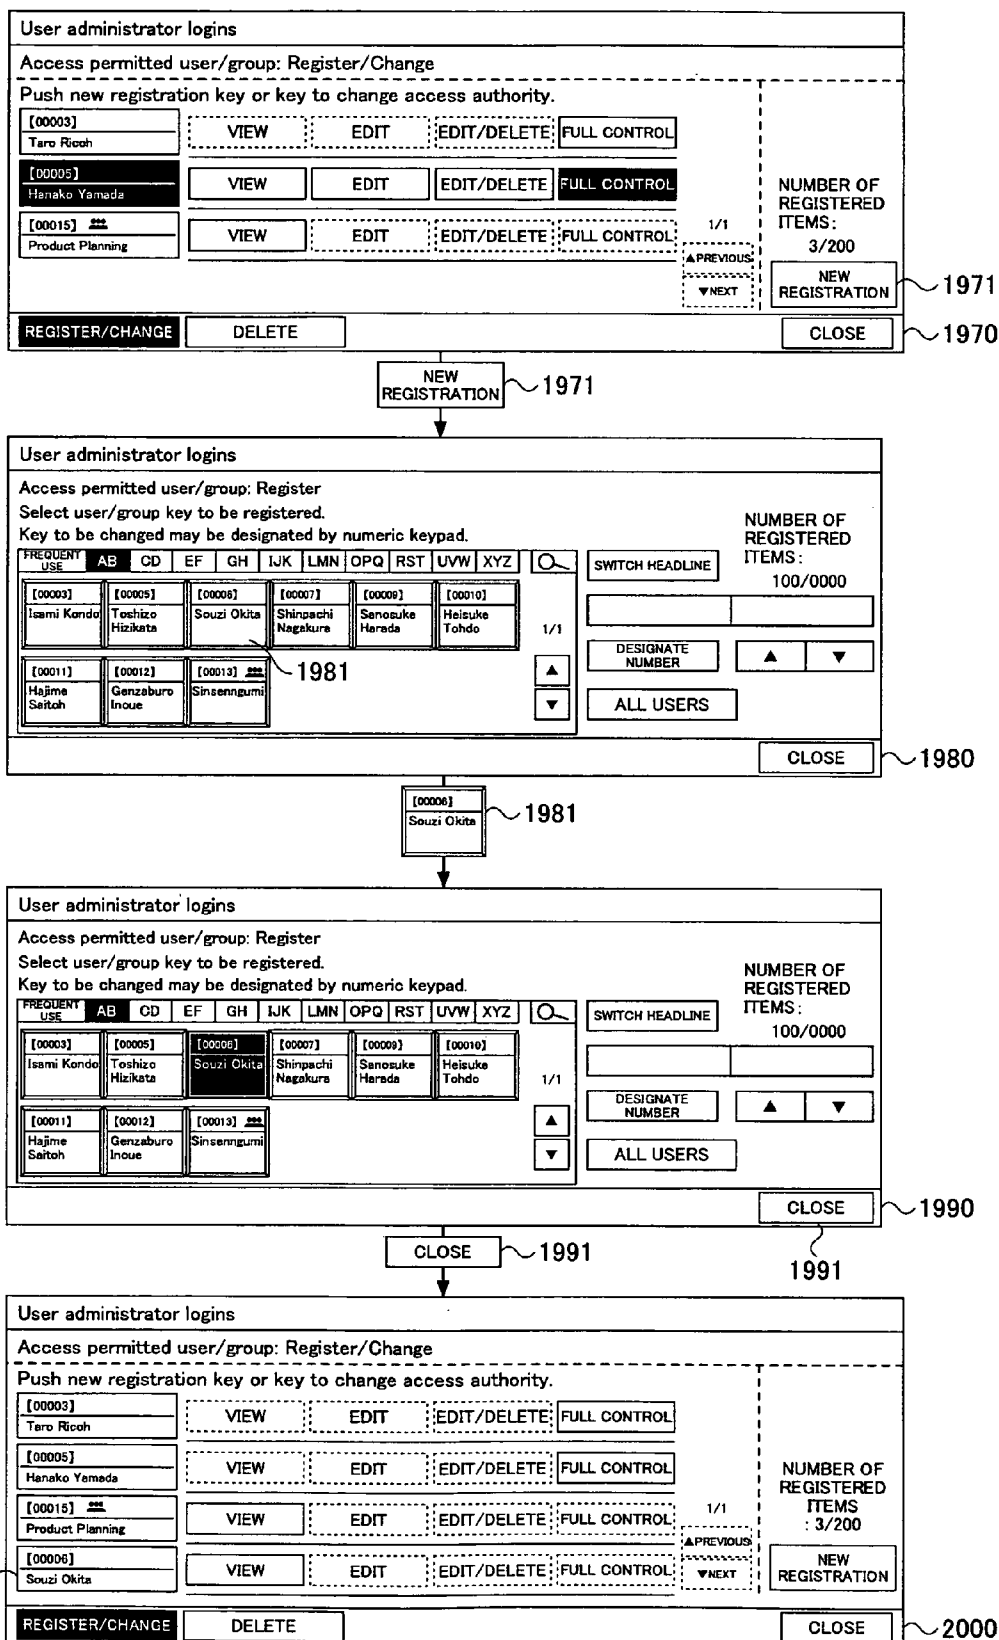 User administrator logins
Access permitted user/group: Register/Change
Push new registration key or key to change access authority.
[00003]
Taro Ricoh
VIEW EDIT EDIT/DELETE FULL CONTROL
[00005]
Hanako Yamada
VIEW EDIT EDIT/DELETE FULL CONTROL
[00015]
Product Planning
VIEW EDIT EDIT/DELETE FULL CONTROL
1/1
▲PREVIOUS
▼NEXT
NUMBER OF
REGISTERED
ITEMS:
3/200
NEW
REGISTRATION
1971
REGISTER/CHANGE DELETE CLOSE
1970
NEW
REGISTRATION
1971
User administrator logins
Access permitted user/group: Register
Select user/group key to be registered.
Key to be changed may be designated by numeric keypad.
FREQUENT
USE
AB CD EF GH IJK LMN OPQ RST UVW XYZ
[00003] [00005] [00006] [00007] [00009] [00010]
Isami Kondo Toshizo Souzi Okita Shinpachi Sanosuke Heisuke
Hizikata Nagakura Harada Tohdo
1981
[00011] [00012] [00013]
Hajime Genzaburo Sinsenngumi
Saitoh Inoue
1/1
▲
▼
SWITCH HEADLINE
NUMBER OF
REGISTERED
ITEMS:
100/0000
DESIGNATE
NUMBER
▲ ▼
ALL USERS
CLOSE
1980
[00006]
Souzi Okita
1981
User administrator logins
Access permitted user/group: Register
Select user/group key to be registered.
Key to be changed may be designated by numeric keypad.
FREQUENT
USE
AB CD EF GH IJK LMN OPQ RST UVW XYZ
[00003] [00005] [00006] [00007] [00009] [00010]
Isami Kondo Toshizo Souzi Okita Shinpachi Sanosuke Heisuke
Hizikata Nagakura Harada Tohdo
[00011] [00012] [00013]
Hajime Genzaburo Sinsenngumi
Saitoh Inoue
1/1
▲
▼
SWITCH HEADLINE
NUMBER OF
REGISTERED
ITEMS:
100/0000
DESIGNATE
NUMBER
▲ ▼
ALL USERS
CLOSE
1990
1991
CLOSE
1991
User administrator logins
Access permitted user/group: Register/Change
Push new registration key or key to change access authority.
[00003]
Taro Ricoh
VIEW EDIT EDIT/DELETE FULL CONTROL
[00005]
Hanako Yamada
VIEW EDIT EDIT/DELETE FULL CONTROL
[00015]
Product Planning
VIEW EDIT EDIT/DELETE FULL CONTROL
[00006]
Souzi Okita
VIEW EDIT EDIT/DELETE FULL CONTROL
1/1
▲PREVIOUS
▼NEXT
NUMBER OF
REGISTERED
ITEMS
: 3/200
NEW
REGISTRATION
REGISTER/CHANGE DELETE CLOSE
2000